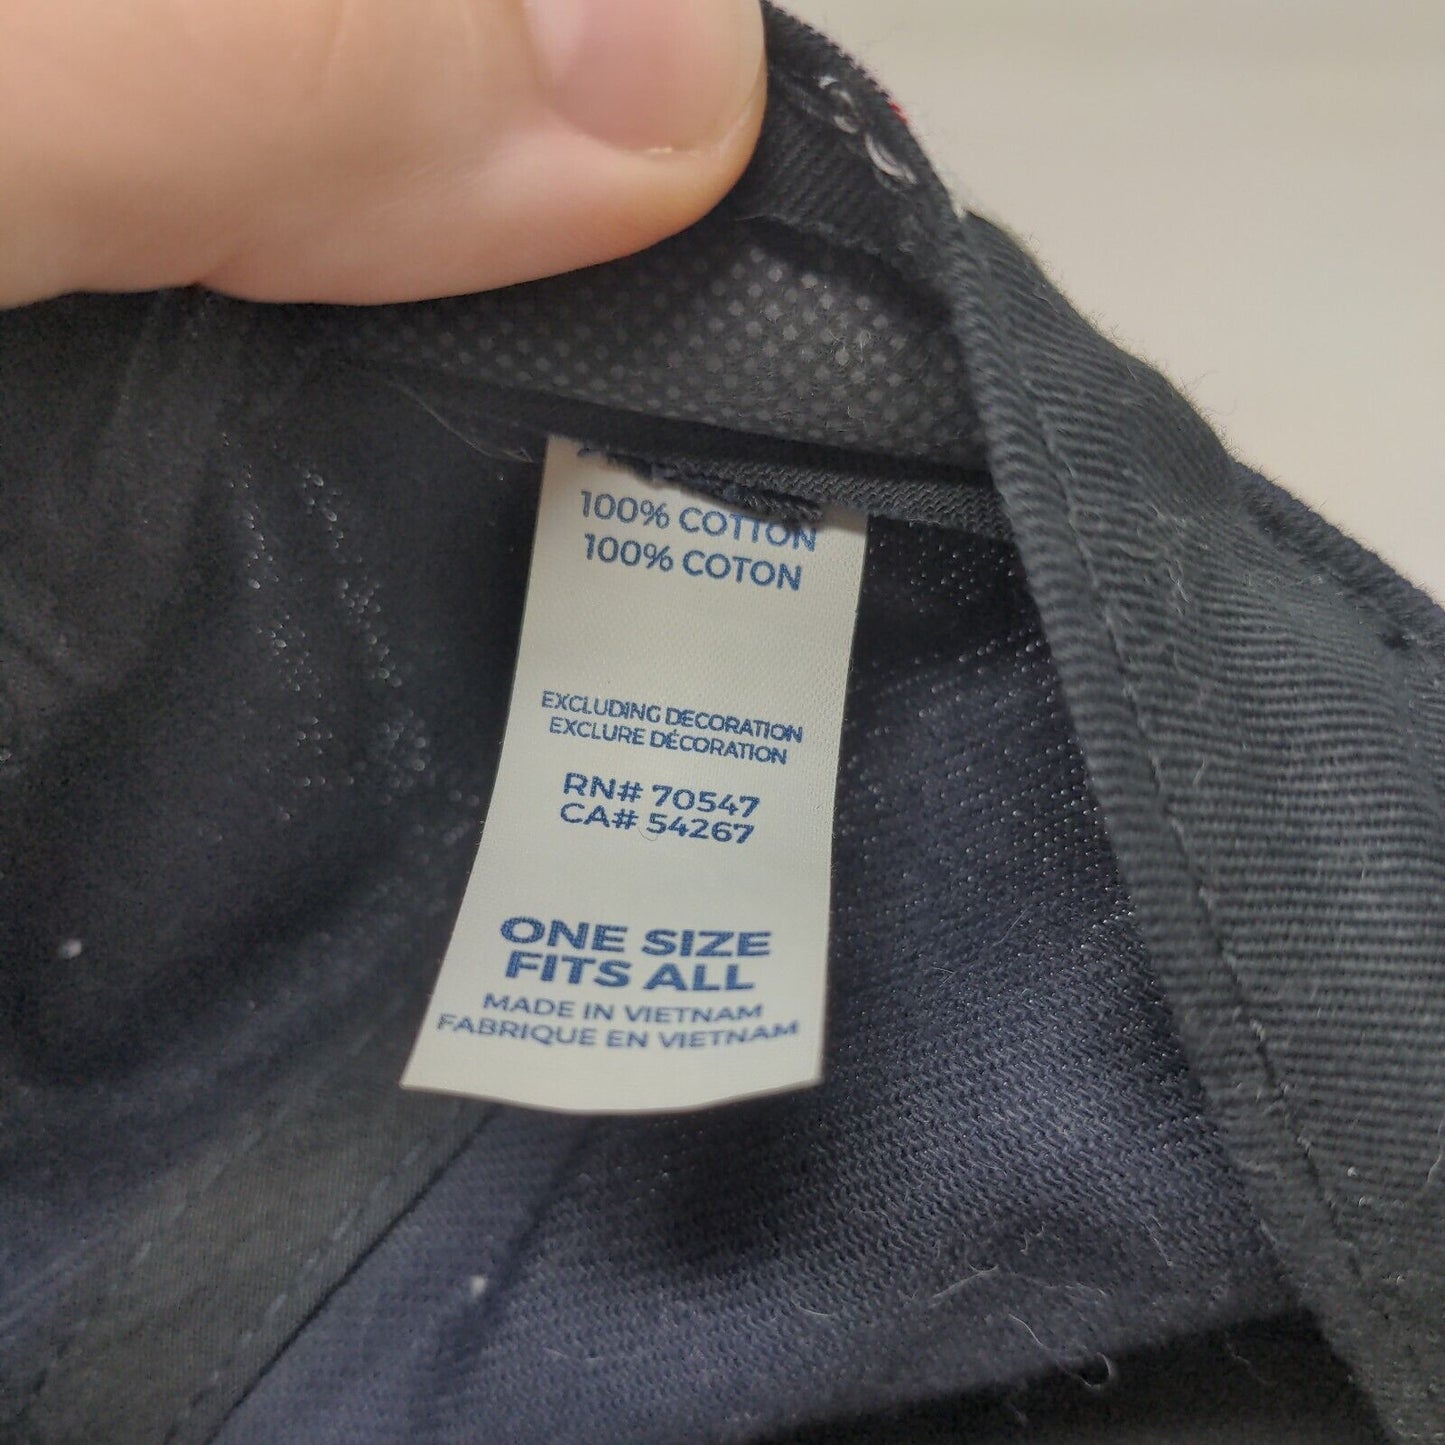 100% COTTON
100% COTON
EXCLUDING DECORATION
EXCLURE DÉCORATION
RN# 70547
CA# 54267
ONE SIZE
FITS ALL
MADE IN VIETNAM
FABRIQUE EN VIETNAM